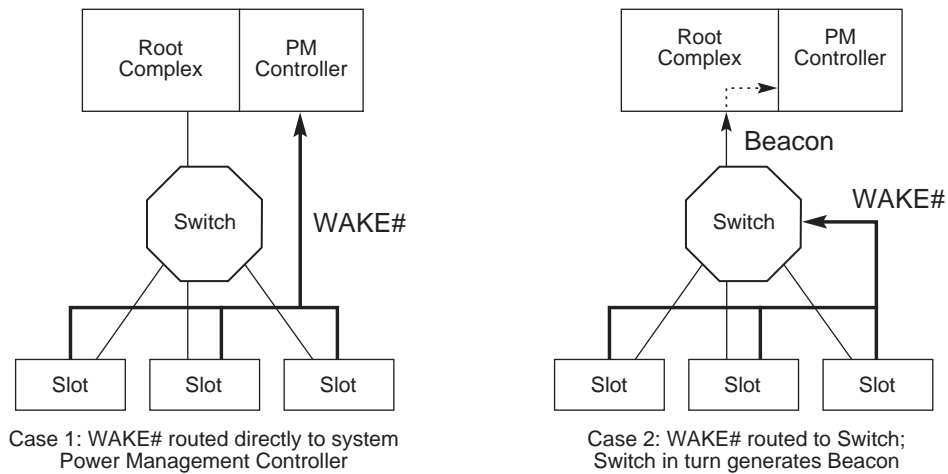 Root
Complex
PM
Controller
Switch
WAKE#
Slot
Slot
Slot
Case 1: WAKE# routed directly to system
Power Management Controller
Root
Complex
PM
Controller
Beacon
WAKE#
Switch
Slot
Slot
Slot
Case 2: WAKE# routed to Switch;
Switch in turn generates Beacon